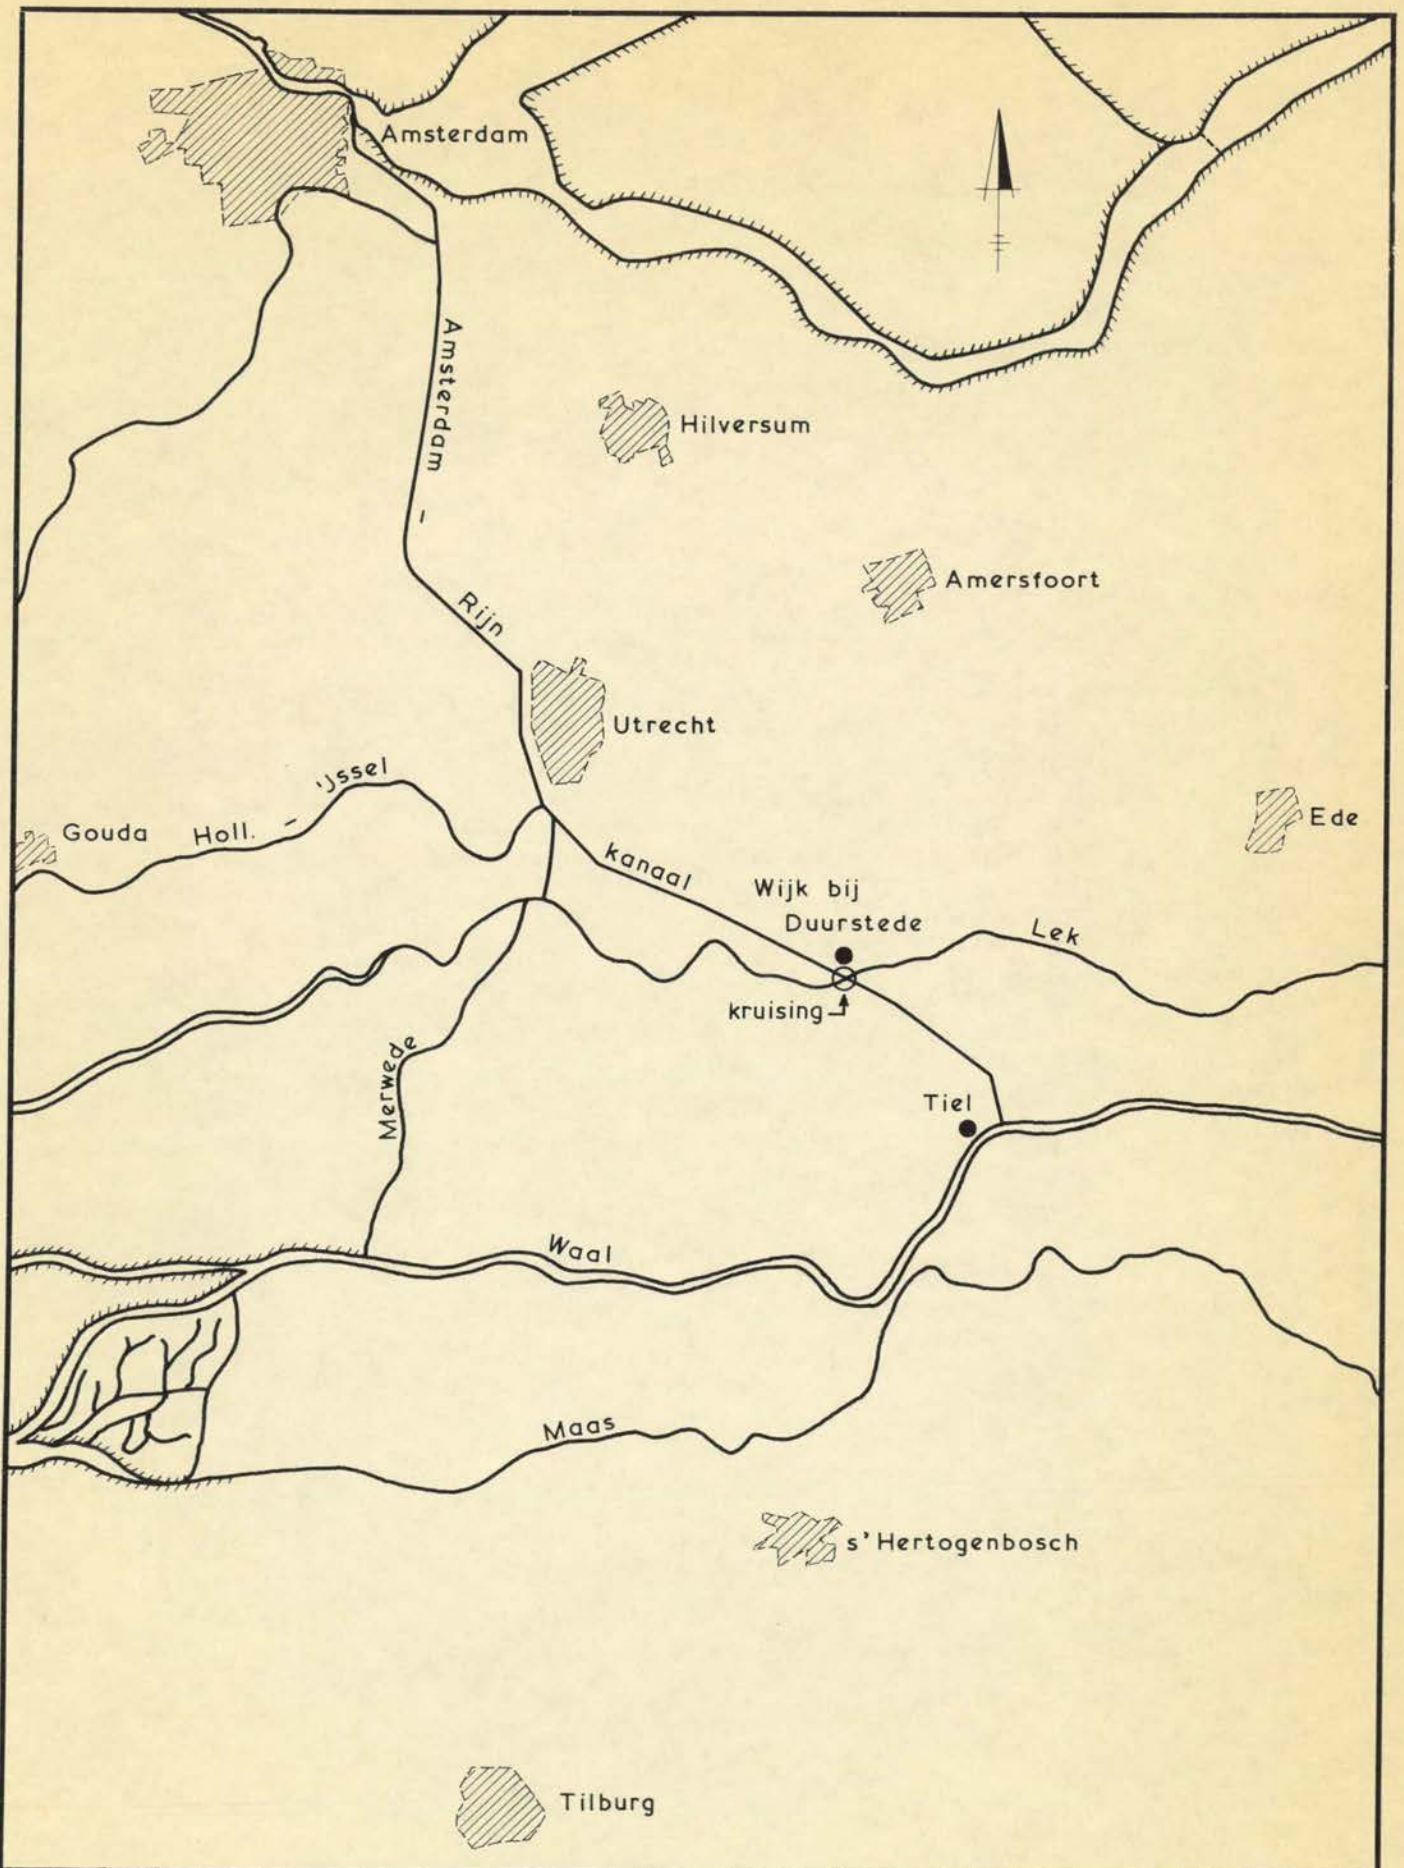 Amsterdam
Amsterdam - Rijn kanaal
Hilversum
Amersfoort
Utrecht
Gouda
Holl. - 'Jssel
Ede
Wijk bij
Duurstede
Lek
kruising
Merwede
Tiel
Waal
Maas
s' Hertogenbosch
Tilburg